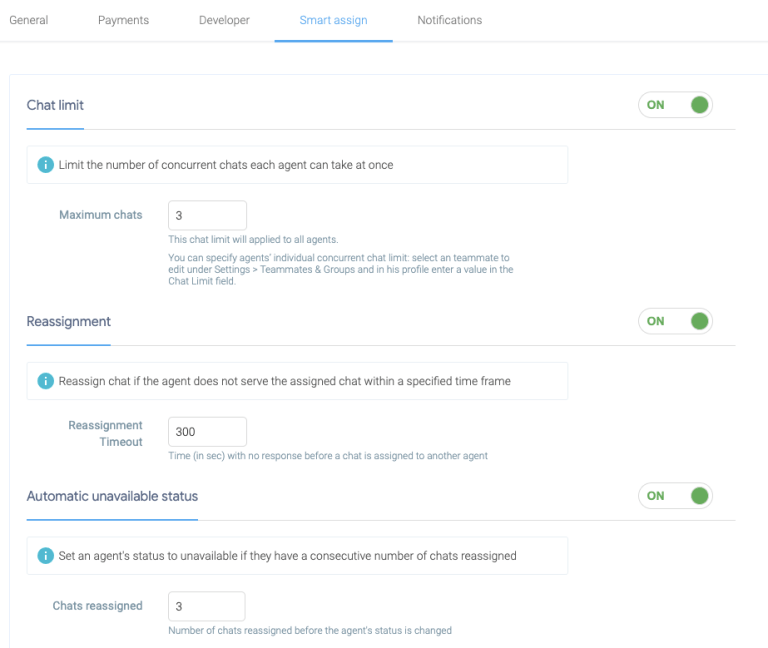 General Payments Developer Smart assign Notifications
Chat limit ON
Limit the number of concurrent chats each agent can take at once
Maximum chats 3
This chat limit will applied to all agents.
You can specify agents' individual concurrent chat limit: select an teammate to
edit under Settings > Teammates & Groups and in his profile enter a value in the
Chat Limit field.
Reassignment ON
Reassign chat if the agent does not serve the assigned chat within a specified time frame
Reassignment
Timeout 300
Time (in sec) with no response before a chat is assigned to another agent
Automatic unavailable status ON
Set an agent's status to unavailable if they have a consecutive number of chats reassigned
Chats reassigned 3
Number of chats reassigned before the agent's status is changed